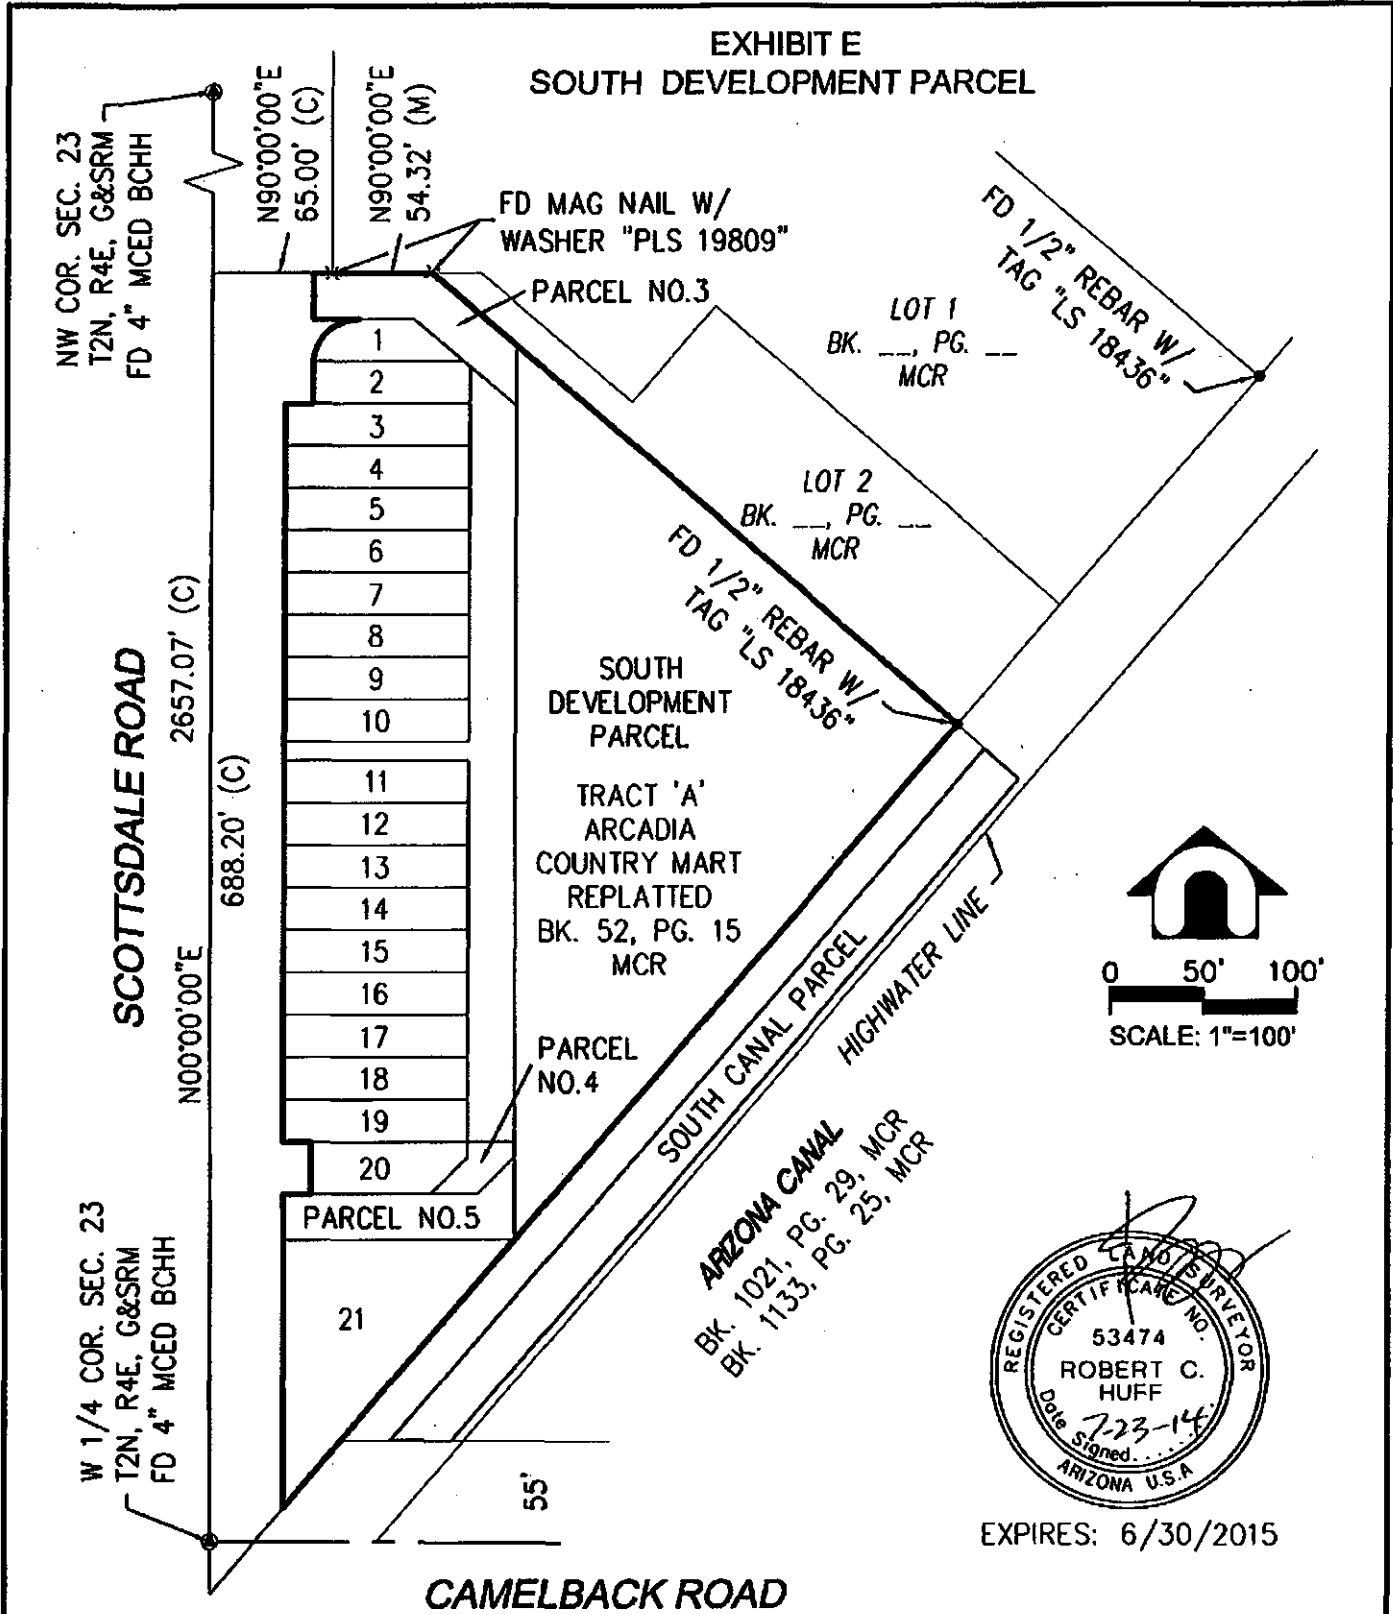 EXHIBIT E
SOUTH DEVELOPMENT PARCEL
NW COR. SEC. 23
T2N, R4E, G&SRM
FD 4" MCED BCHH
N90°00'00"E
65.00' (C)
N90°00'00"E
54.32' (M)
FD MAG NAIL W/
WASHER "PLS 19809"
PARCEL NO.3
LOT 1
BK. __, PG. __
MCR
FD 1/2" REBAR W/
TAG "LS 18436"
LOT 2
BK. __, PG. __
MCR
FD 1/2" REBAR W/
TAG "LS 18436"
1
2
3
4
5
6
7
8
9
10
11
12
13
14
15
16
17
18
19
20
PARCEL NO.5
21
SCOTTSDALE ROAD
N00°00'00"E
2657.07' (C)
688.20' (C)
SOUTH
DEVELOPMENT
PARCEL
TRACT 'A'
ARCADIA
COUNTRY MART
REPLATTED
BK. 52, PG. 15
MCR
PARCEL
NO.4
SOUTH CANAL PARCEL
HIGHWATER LINE
ARIZONA CANAL
BK. 1021, PG. 29, MCR
BK. 1133, PG. 25, MCR
0 50' 100'
SCALE: 1"=100'
W 1/4 COR. SEC. 23
T2N, R4E, G&SRM
FD 4" MCED BCHH
55'
REGISTERED LAND SURVEYOR
CERTIFICATE NO.
53474
ROBERT C.
HUFF
Date Signed 7-23-14
ARIZONA U.S.A
EXPIRES: 6/30/2015
CAMELBACK ROAD